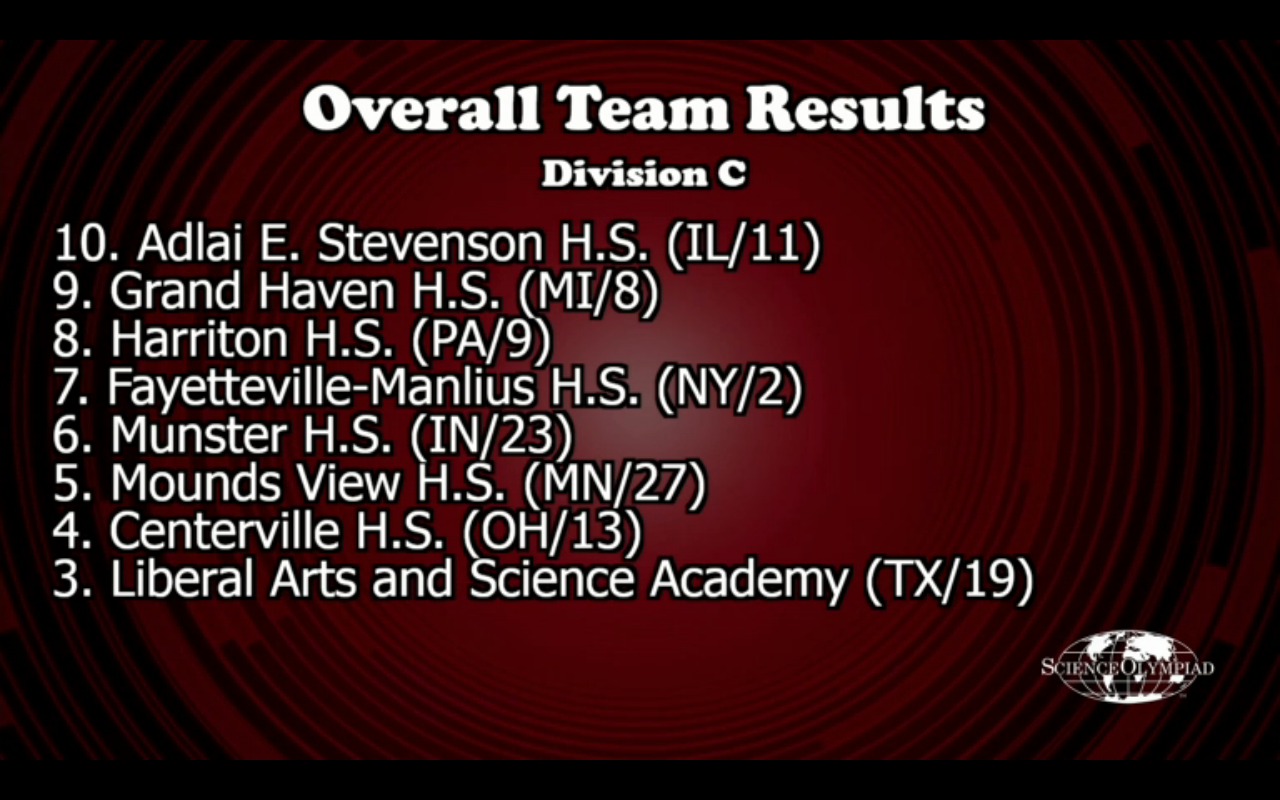 Overall Team Results
Division C
10. Adlai E. Stevenson H.S. (IL/11)
9. Grand Haven H.S. (MI/8)
8. Harriton H.S. (PA/9)
7. Fayetteville-Manlius H.S. (NY/2)
6. Munster H.S. (IN/23)
5. Mounds View H.S. (MN/27)
4. Centerville H.S. (OH/13)
3. Liberal Arts and Science Academy (TX/19)
SCIENCE OLYMPIAD